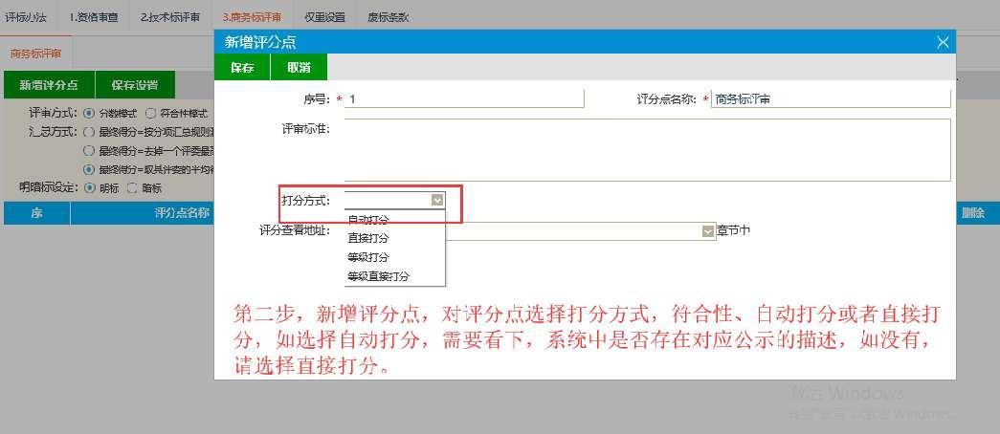 评标办法 1.资格审查 2.技术标评审 3.商务标评审 权重设置 废标条款
商务标评审
新增评分点 保存设置
评审方式： 分数模式 符合性模式
汇总方式： 最终得分=按分项汇总规则
最终得分=去掉一个评委最高
最终得分=取其评委的平均
明暗标设定： 明标 暗标
序 评分点名称 删除
新增评分点
保存 取消
序号： * 1 评分点名称： * 商务标评审
评审标准：
打分方式：
自动打分
评分查看地址： 章节中
直接打分
等级打分
等级直接打分
第二步，新增评分点，对评分点选择打分方式，符合性、自动打分或者直接打
分，如选择自动打分，需要看下，系统中是否存在对应公示的描述，如没有，
请选择直接打分。
激活 Windows